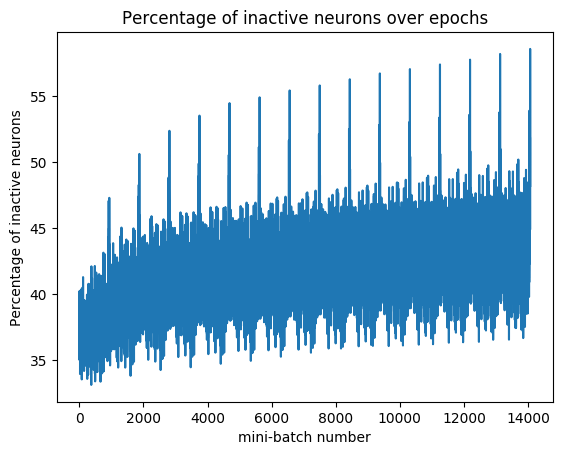 Percentage of inactive neurons over epochs
Percentage of inactive neurons
55
50
45
40
35
0 2000 4000 6000 8000 10000 12000 14000
mini-batch number